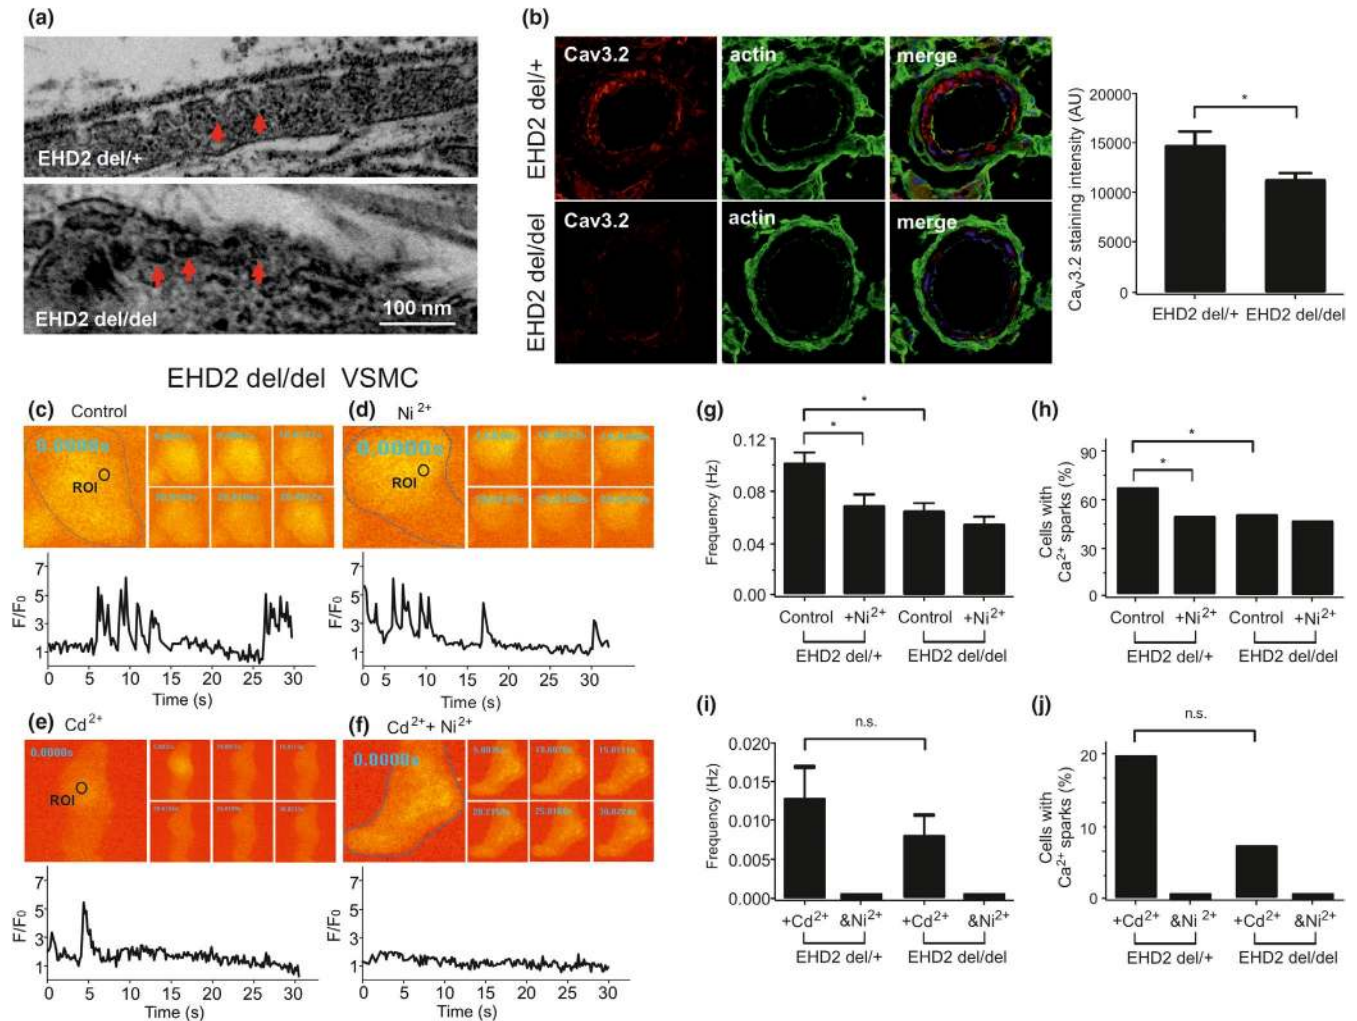 (a)
EHD2 del/+
EHD2 del/del
100 nm
(b)
Cav3.2
actin
merge
EHD2 del/+
Cav3.2
actin
merge
EHD2 del/del
Caᵥ3.2 staining intensity (AU)
20000
15000
10000
5000
0
*
EHD2 del/+ EHD2 del/del
EHD2 del/del VSMC
(c) Control
0.0000s
ROI
F/F₀
7
5
3
1
0 5 10 15 20 25 30
Time (s)
(d) Ni²⁺
0.0000s
ROI
F/F₀
7
5
3
1
0 5 10 15 20 25 30
Time (s)
(e) Cd²⁺
0.0000s
ROI
F/F₀
7
5
3
1
0 5 10 15 20 25 30
Time (s)
(f) Cd²⁺ + Ni²⁺
0.0000s
F/F₀
7
5
3
1
0 5 10 15 20 25 30
Time (s)
(g)
Frequency (Hz)
0.12
0.08
0.04
0.00
*
*
Control +Ni²⁺ Control +Ni²⁺
EHD2 del/+ EHD2 del/del
(h)
Cells with
Ca²⁺ sparks (%)
90
60
30
0
*
*
Control +Ni²⁺ Control +Ni²⁺
EHD2 del/+ EHD2 del/del
(i)
Frequency (Hz)
0.020
0.015
0.010
0.005
0.000
n.s.
+Cd²⁺ &Ni²⁺ +Cd²⁺ &Ni²⁺
EHD2 del/+ EHD2 del/del
(j)
Cells with
Ca²⁺ sparks (%)
20
10
0
n.s.
+Cd²⁺ &Ni²⁺ +Cd²⁺ &Ni²⁺
EHD2 del/+ EHD2 del/del